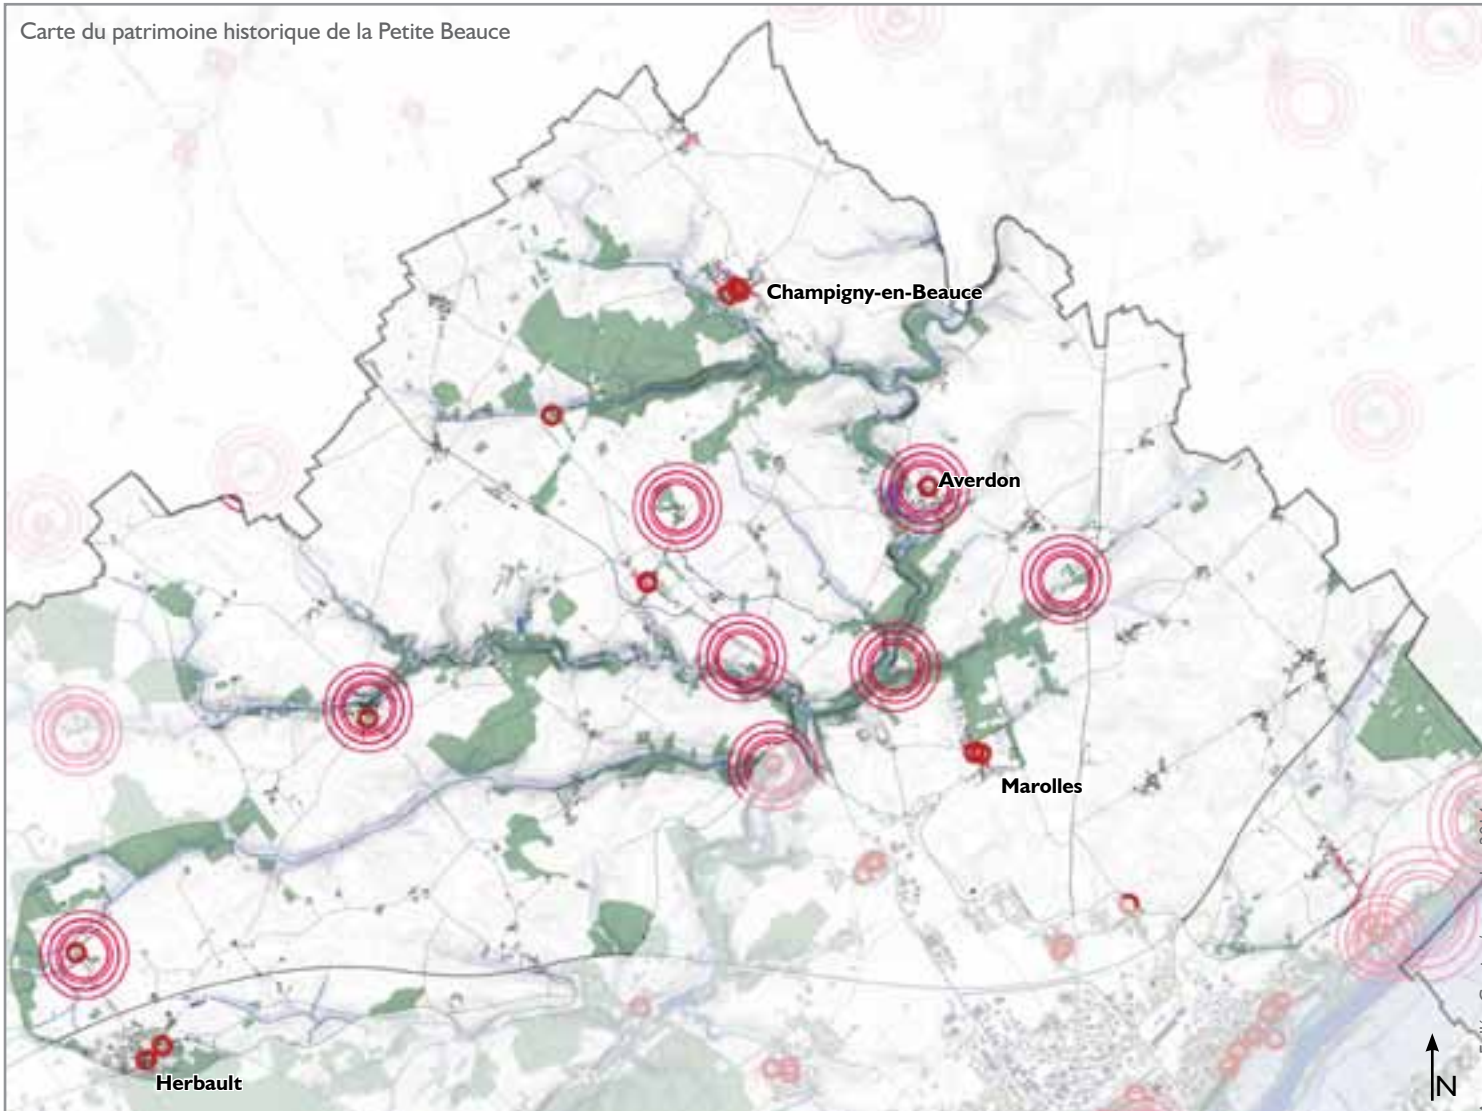 Carte du patrimoine historique de la Petite Beauce
Champigny-en-Beauce
Averdon
Marolles
Herbault
N